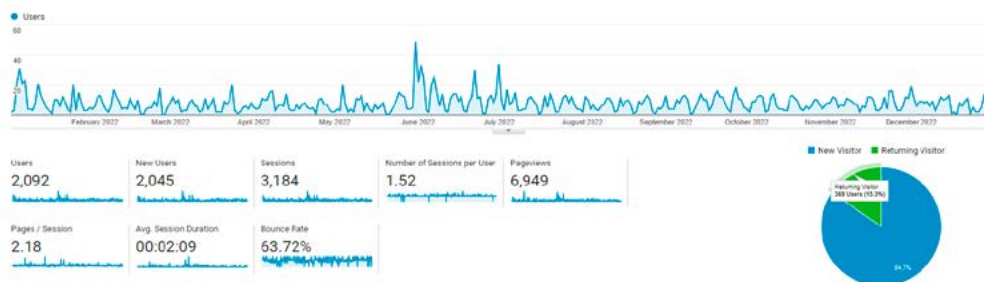 Users
60
40
20
February 2022 March 2022 April 2022 May 2022 June 2022 July 2022 August 2022 September 2022 October 2022 November 2022 December 2022
New Visitor Returning Visitor
Users New Users Sessions Number of Sessions per User Pageviews
2,092 2,045 3,184 1.52 6,949
Returning Visitor
Users (15.3%)
Pages / Session Avg. Session Duration Bounce Rate
2.18 00:02:09 63.72%
84.7%